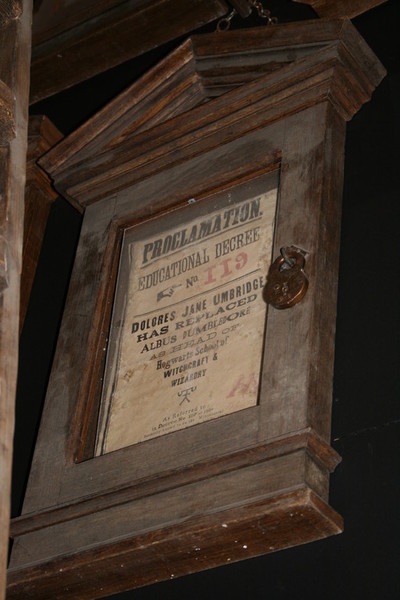 PROCLAMATION.
EDUCATIONAL DECREE
No. 119
DOLORES JANE UMBRIDGE
HAS REPLACED
ALBUS DUMBLEDORE
AS HEAD OF
Hogwarts School of
WITCHCRAFT &
WIZARDRY